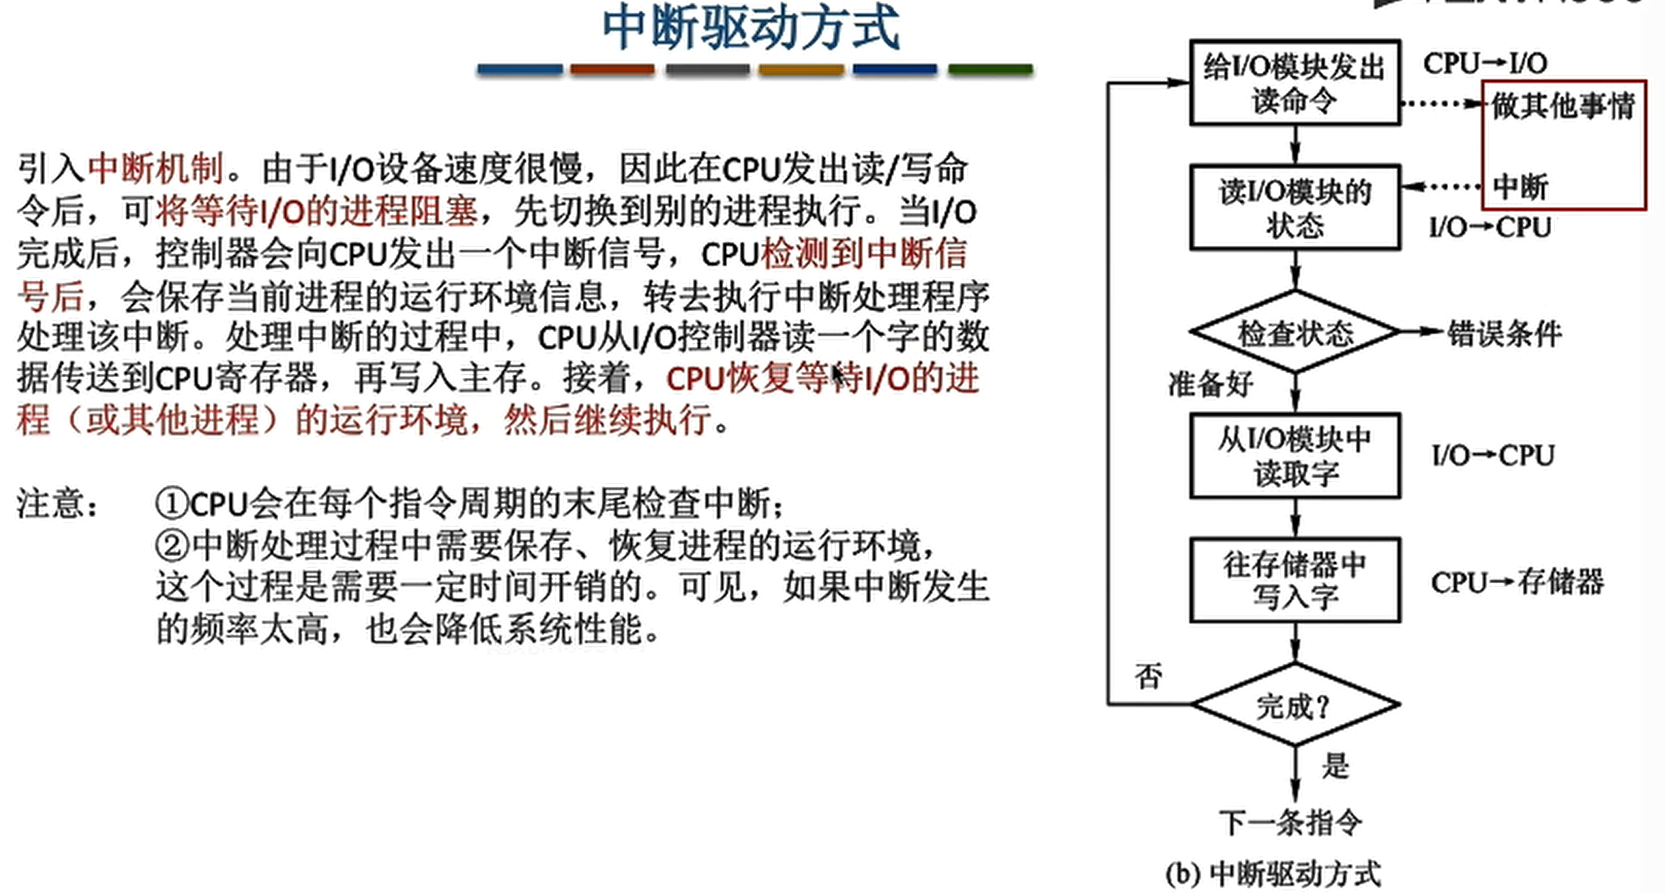 中断驱动方式
引入中断机制。由于I/O设备速度很慢，因此在CPU发出读/写命
令后，可将等待I/O的进程阻塞，先切换到别的进程执行。当I/O
完成后，控制器会向CPU发出一个中断信号，CPU检测到中断信
号后，会保存当前进程的运行环境信息，转去执行中断处理程序
处理该中断。处理中断的过程中，CPU从I/O控制器读一个字的数
据传送到CPU寄存器，再写入主存。接着，CPU恢复等待I/O的进
程（或其他进程）的运行环境，然后继续执行。
注意： ①CPU会在每个指令周期的末尾检查中断；
②中断处理过程中需要保存、恢复进程的运行环境，
这个过程是需要一定时间开销的。可见，如果中断发生
的频率太高，也会降低系统性能。
给I/O模块发出
读命令
CPU→I/O
做其他事情
读I/O模块的
状态
中断
I/O→CPU
检查状态
错误条件
准备好
从I/O模块中
读取字
I/O→CPU
往存储器中
写入字
CPU→存储器
否
完成？
是
下一条指令
(b) 中断驱动方式